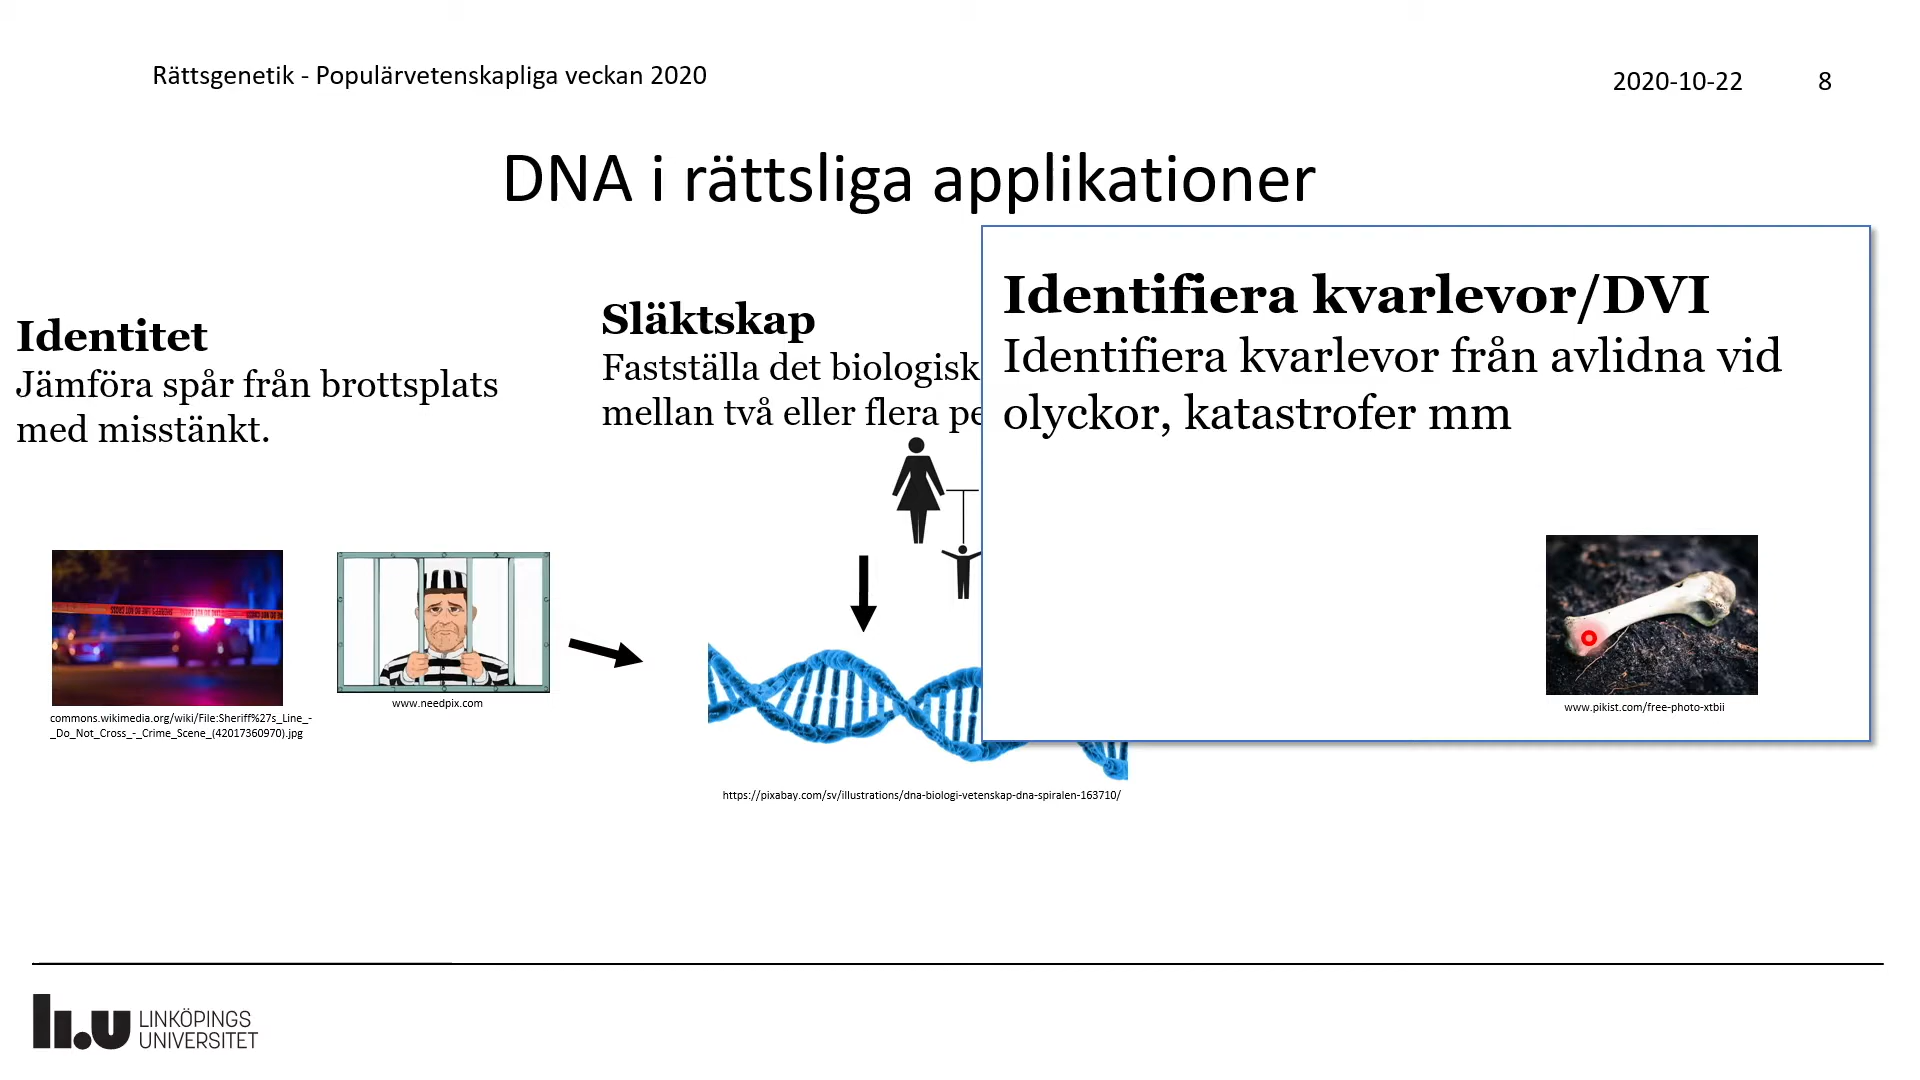 Rättsgenetik - Populärvetenskapliga veckan 2020
2020-10-22
8
DNA i rättsliga applikationer
Identitet
Jämföra spår från brottsplats
med misstänkt.
Släktskap
Fastställa det biologisk
mellan två eller flera pe
Identifiera kvarlevor/DVI
Identifiera kvarlevor från avlidna vid
olyckor, katastrofer mm
commons.wikimedia.org/wiki/File:Sheriff%27s_Line_-
_Do_Not_Cross_-_Crime_Scene_(42017360970).jpg
www.needpix.com
https://pixabay.com/sv/illustrations/dna-biologi-vetenskap-dna-spiralen-163710/
www.pikist.com/free-photo-xtbii
LINKÖPINGS
UNIVERSITET